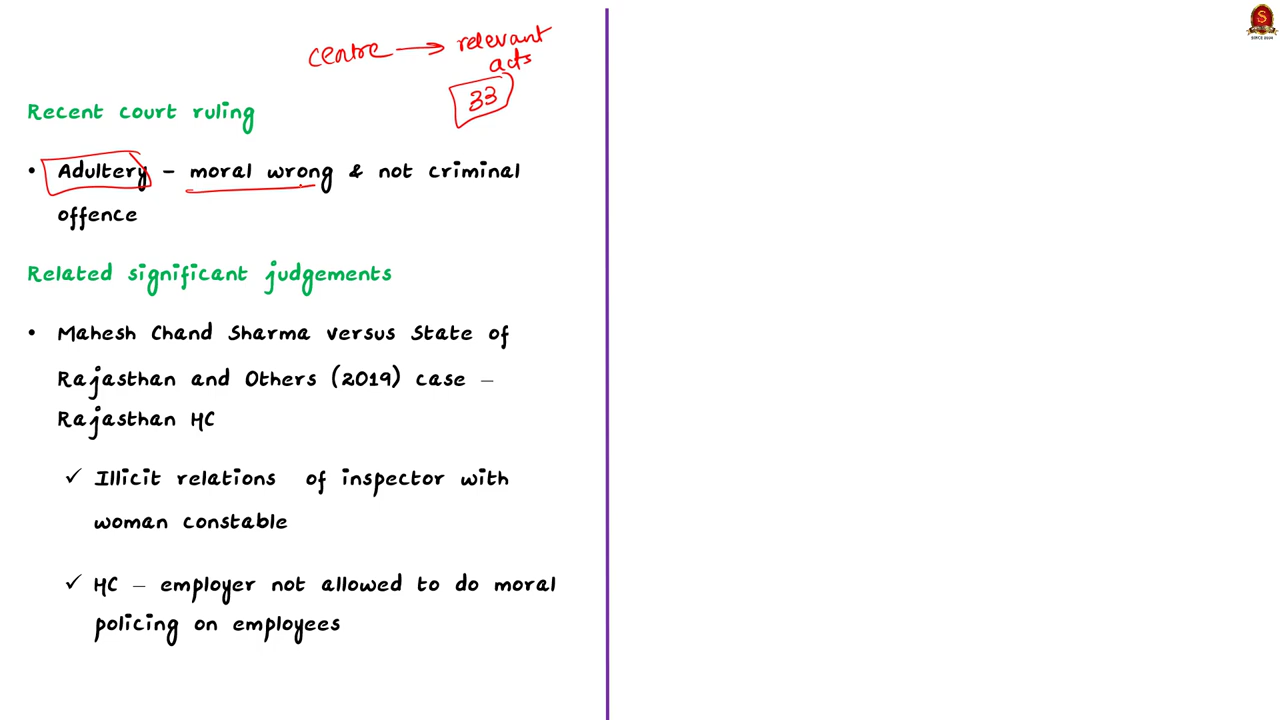 centre → relevant
acts
33
Recent court ruling
• Adultery – moral wrong & not criminal
offence
Related significant judgements
• Mahesh Chand Sharma versus State of
Rajasthan and Others (2019) case –
Rajasthan HC
✓ Illicit relations of inspector with
woman constable
✓ HC – employer not allowed to do moral
policing on employees
S
SINCE 2004